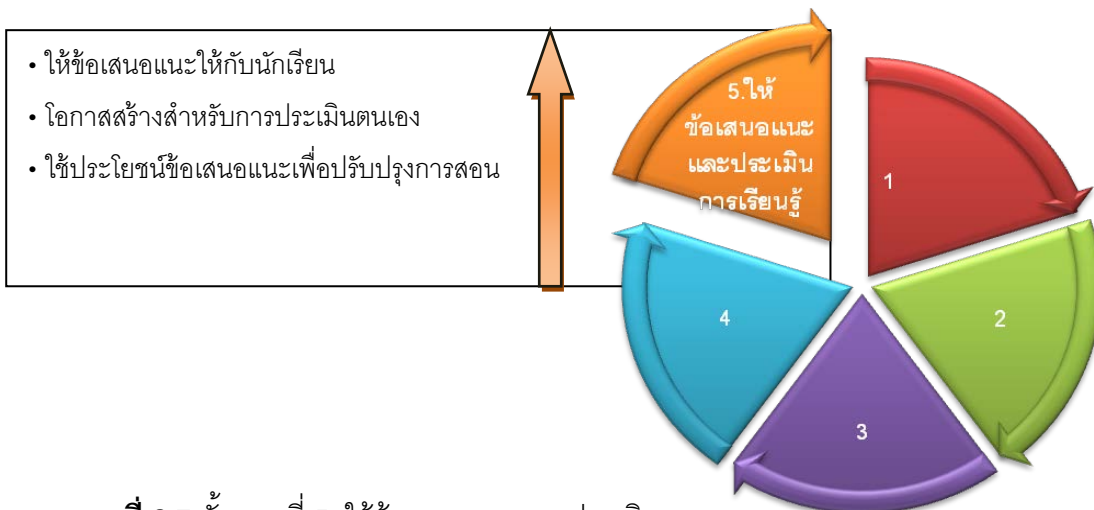 • ให้ข้อเสนอแนะให้กับนักเรียน
• โอกาสสร้างสำหรับการประเมินตนเอง
• ใช้ประโยชน์ข้อเสนอแนะเพื่อปรับปรุงการสอน
5.ให้
ข้อเสนอแนะ
และประเมิน
การเรียนรู้
1
2
3
4